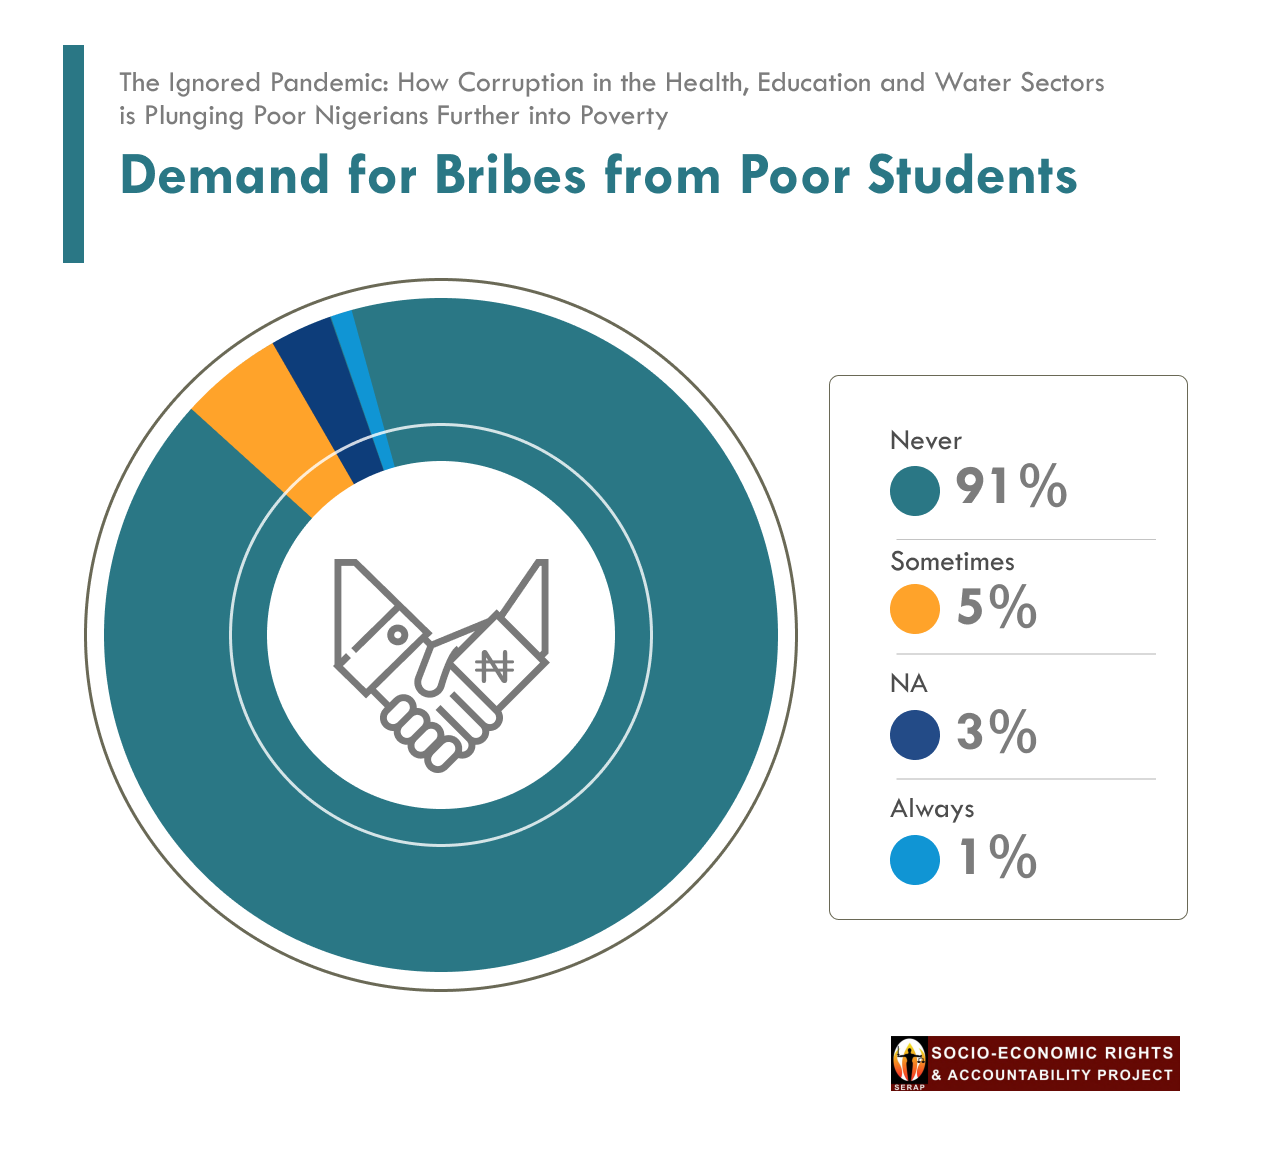 The Ignored Pandemic: How Corruption in the Health, Education and Water Sectors
is Plunging Poor Nigerians Further into Poverty
Demand for Bribes from Poor Students
₦
Never
91%
Sometimes
5%
NA
3%
Always
1%
SOCIO-ECONOMIC RIGHTS
& ACCOUNTABILITY PROJECT
SERAP